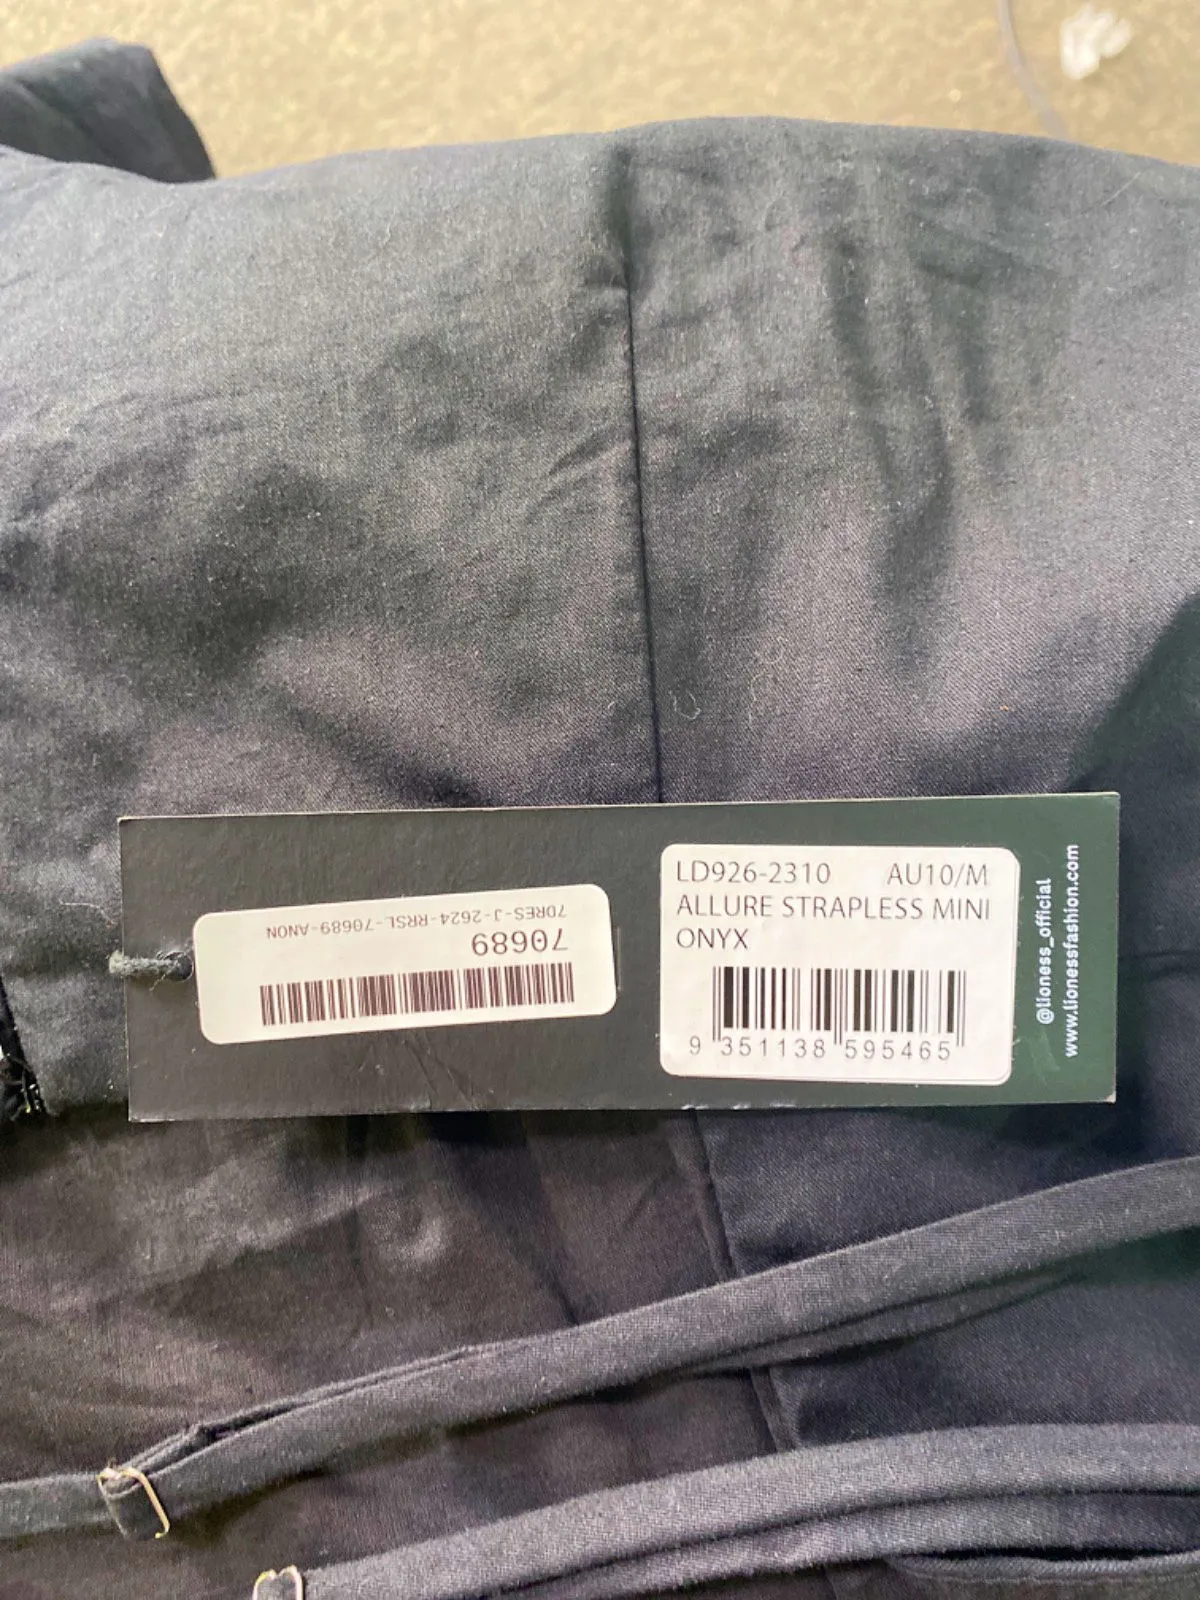 LD926-2310 AU10/M
ALLURE STRAPLESS MINI
ONYX
9 351138 595465
@lioness_official
www.lionessfashion.com
70689
7DRES-J-2624-RRSL-70689-ANON